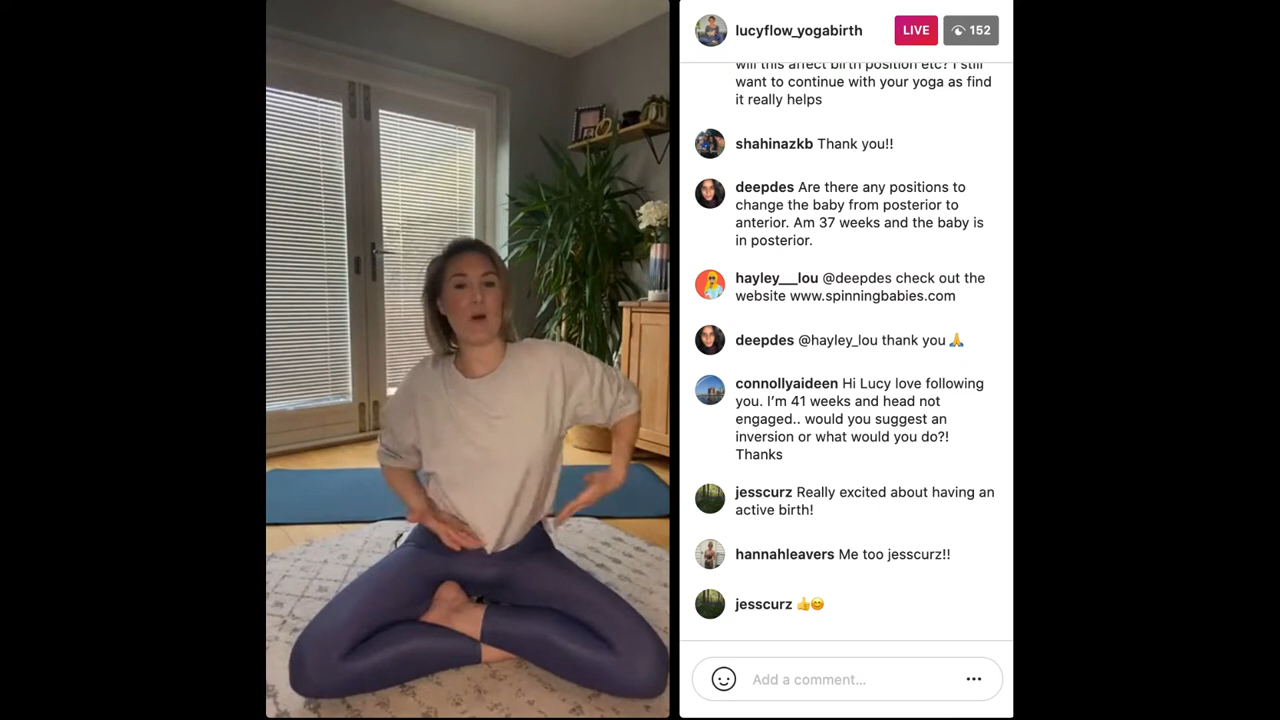 lucyflow_yogabirth LIVE 152
will this affect birth position etc? I still
want to continue with your yoga as find
it really helps
shahinazkb Thank you!!
deepdes Are there any positions to
change the baby from posterior to
anterior. Am 37 weeks and the baby is
in posterior.
hayley___lou @deepdes check out the
website www.spinningbabies.com
deepdes @hayley_lou thank you 🙏
connollyaideen Hi Lucy love following
you. I'm 41 weeks and head not
engaged.. would you suggest an
inversion or what would you do?!
Thanks
jesscurz Really excited about having an
active birth!
hannahleavers Me too jesscurz!!
jesscurz 👍😊
Add a comment...